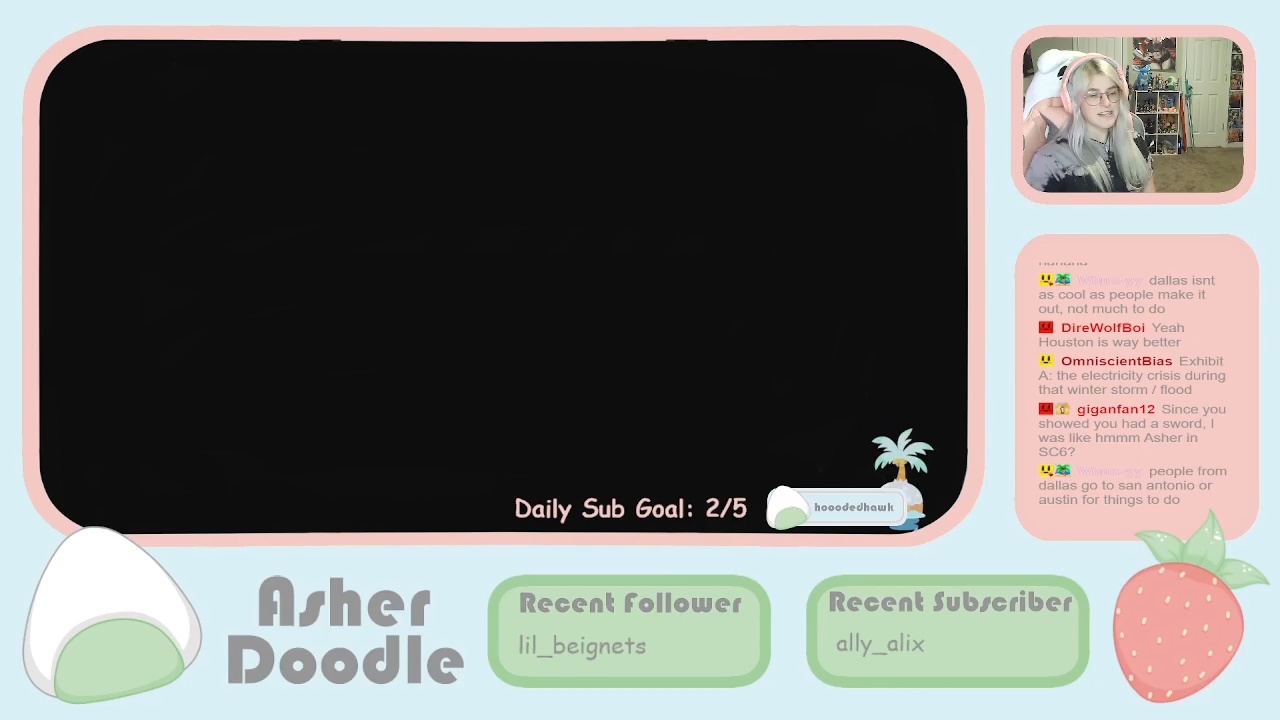 dallas isnt
as cool as people make it
out, not much to do
DireWolfBoi Yeah
Houston is way better
OmniscientBias Exhibit
A: the electricity crisis during
that winter storm / flood
giganfan12 Since you
showed you had a sword, I
was like hmmm Asher in
SC6?
people from
dallas go to san antonio or
austin for things to do
Daily Sub Goal: 2/5
hooodedhawk
Asher
Doodle
Recent Follower
lil_beignets
Recent Subscriber
ally_alix